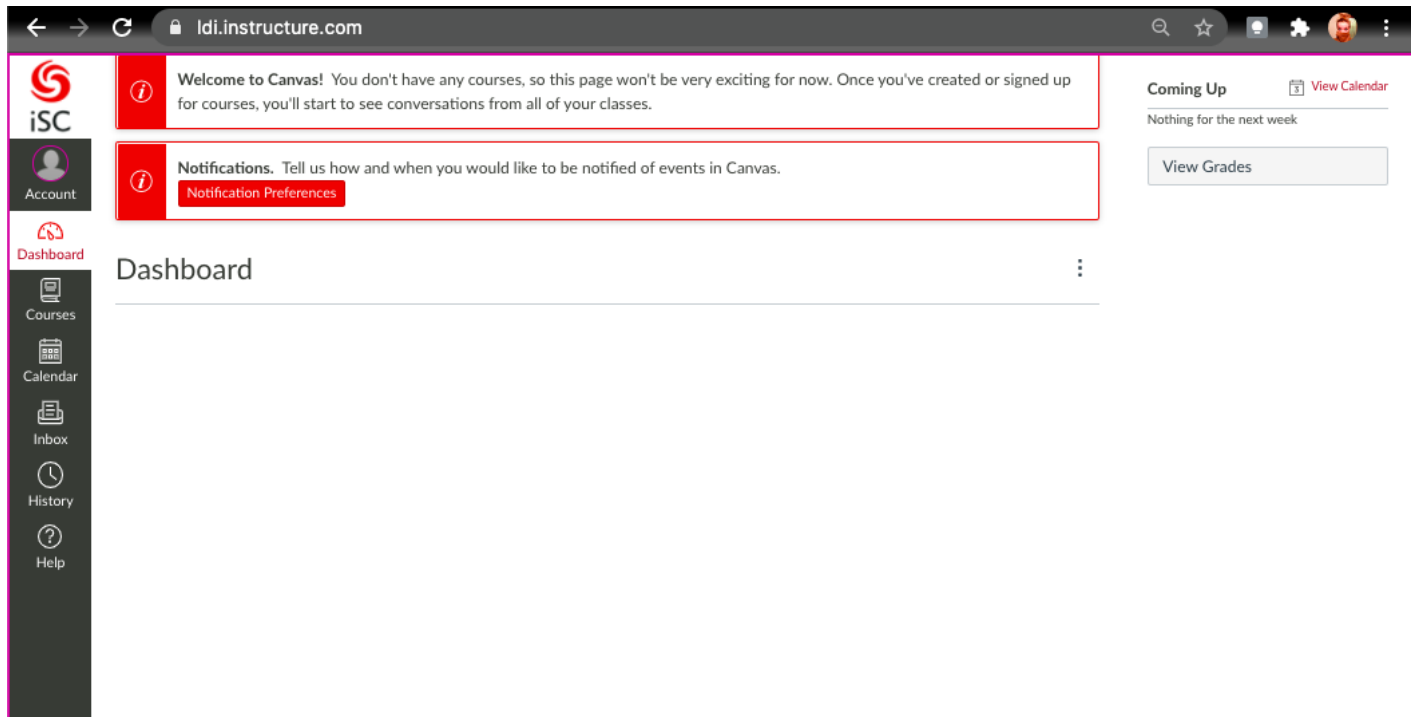 ldi.instructure.com
iSC
Account
Dashboard
Courses
Calendar
Inbox
History
Help
Welcome to Canvas! You don't have any courses, so this page won't be very exciting for now. Once you've created or signed up
for courses, you'll start to see conversations from all of your classes.
Notifications. Tell us how and when you would like to be notified of events in Canvas.
Notification Preferences
Dashboard
Coming Up
View Calendar
Nothing for the next week
View Grades